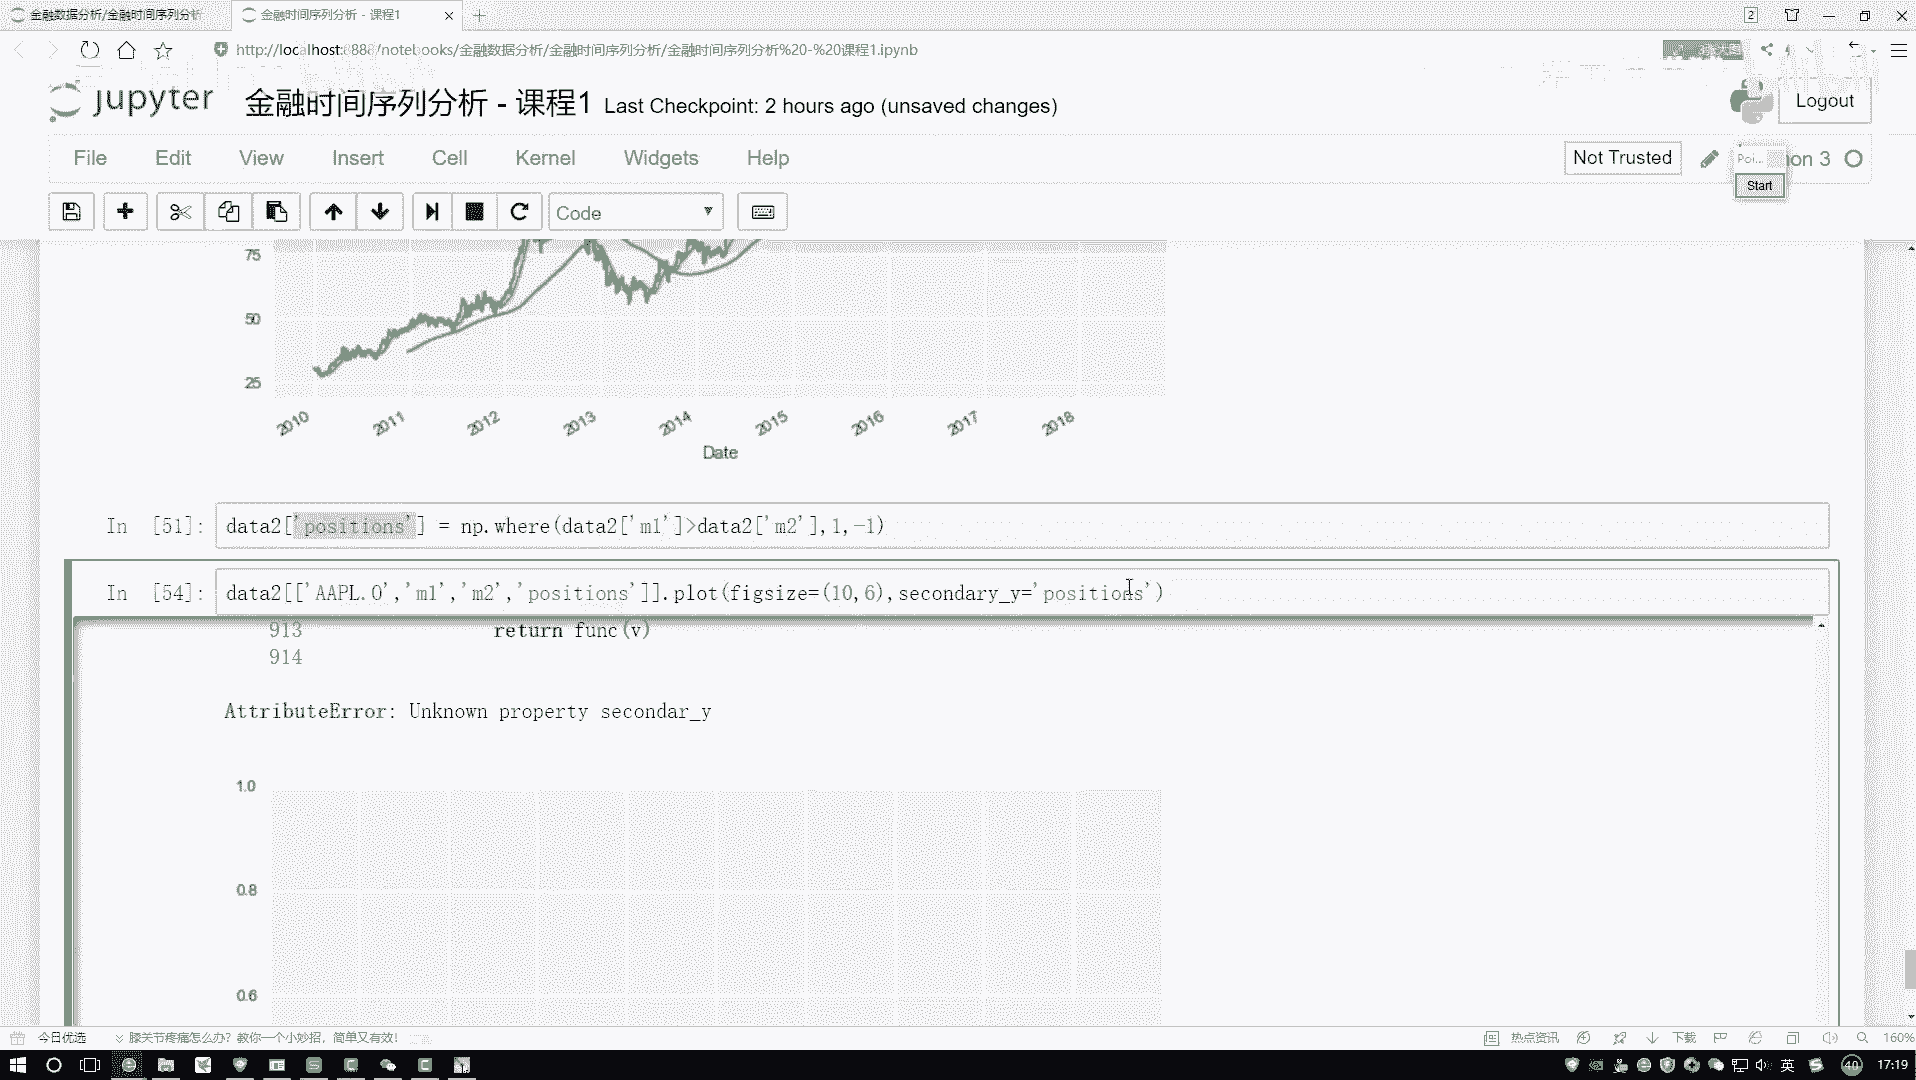 金融数据分析/金融时间序列分析
金融时间序列分析 - 课程1
2
http://localhost:888/notebooks/金融数据分析/金融时间序列分析/金融时间序列分析%20-%20课程1.ipynb
jupyter
金融时间序列分析 - 课程1 Last Checkpoint: 2 hours ago (unsaved changes)
Logout
File Edit View Insert Cell Kernel Widgets Help
Not Trusted
Poi...
on 3
Start
Code
75
50
25
2010 2011 2012 2013 2014 2015 2016 2017 2018
Date
In [51]: data2['positions'] = np.where(data2['m1']>data2['m2'],1,-1)
In [54]: data2[['AAPL.O','m1','m2','positions']].plot(figsize=(10,6),secondary_y='positions')
913 return func(v)
914
AttributeError: Unknown property secondar_y
1.0
0.8
0.6
今日优选
膝关节疼痛怎么办? 教你一个小妙招，简单又有效!
热点资讯
下载
160%
英
40
17:19